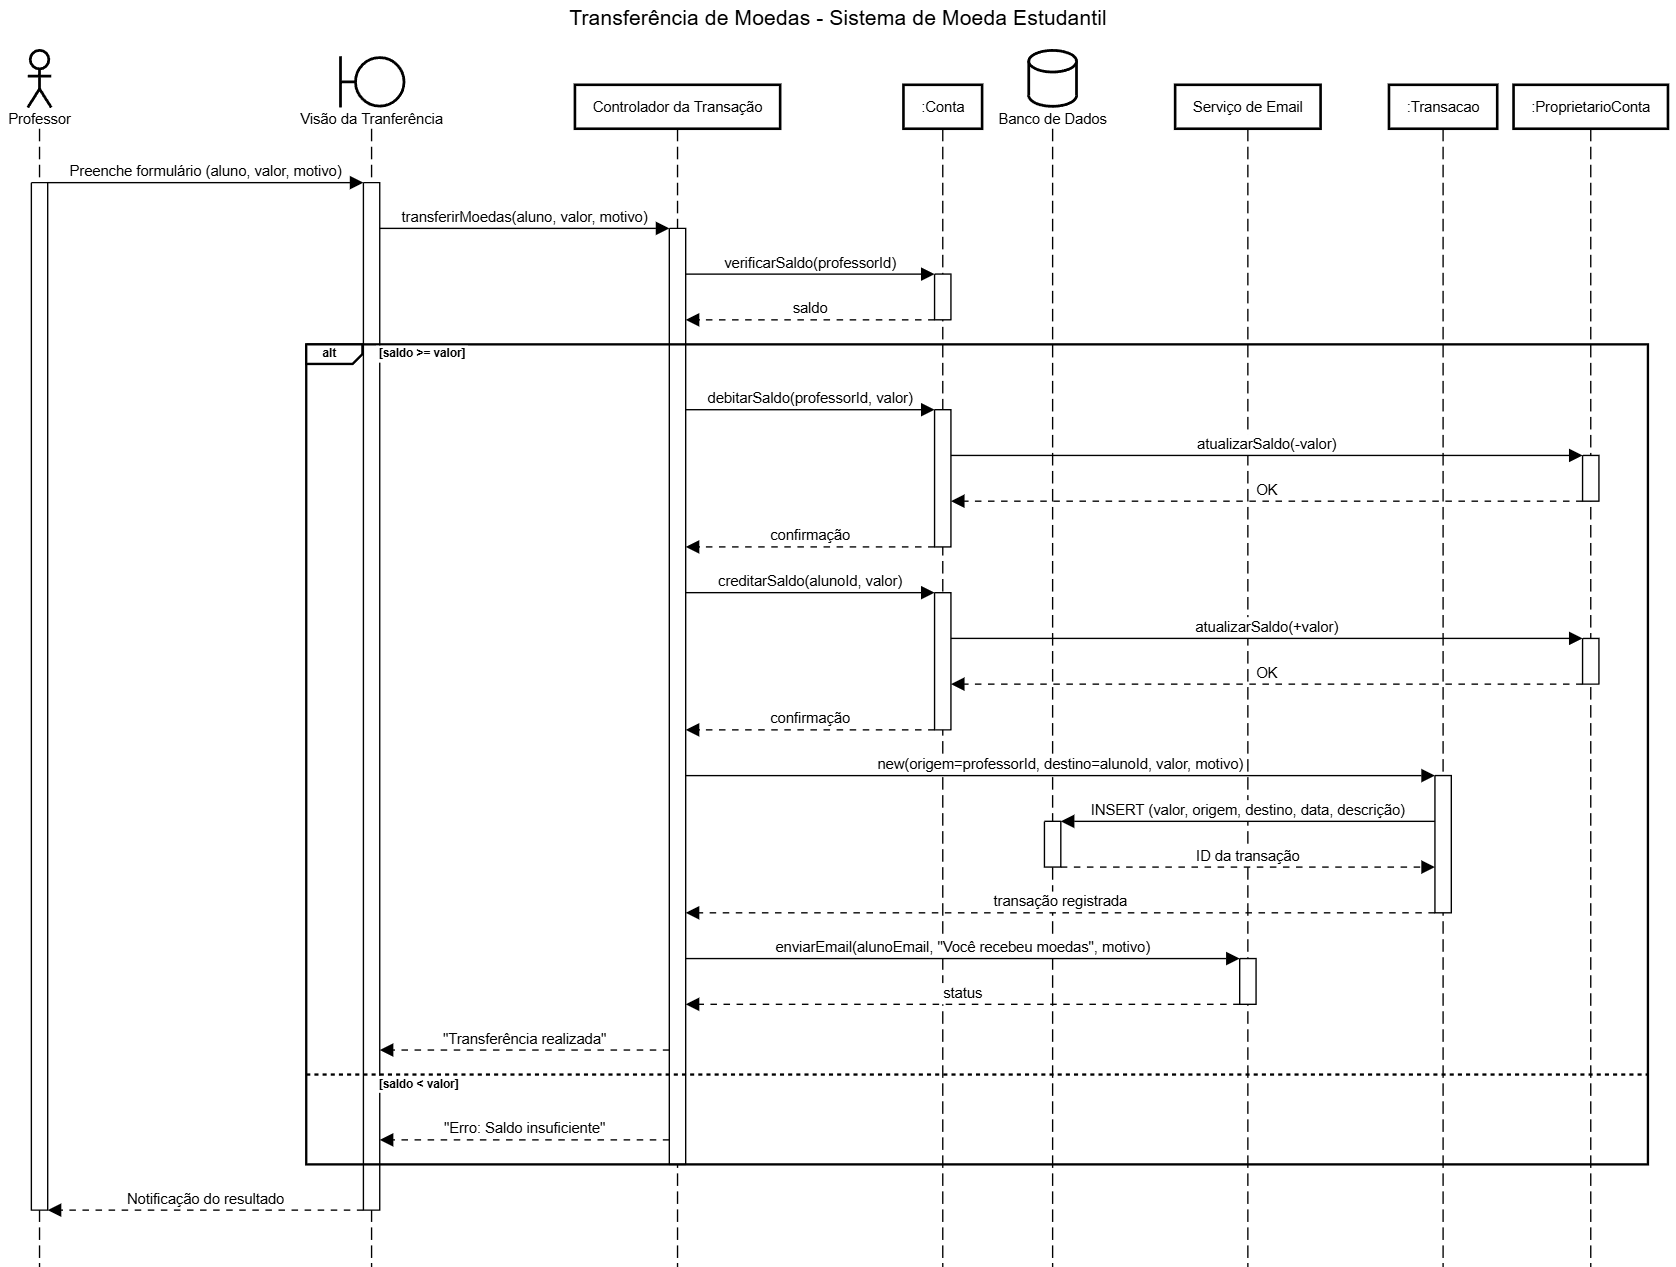 Transferência de Moedas - Sistema de Moeda Estudantil
Professor
Visão da Tranferência
Controlador da Transação
:Conta
Banco de Dados
Serviço de Email
:Transacao
:ProprietarioConta
Preenche formulário (aluno, valor, motivo)
transferirMoedas(aluno, valor, motivo)
verificarSaldo(professorId)
saldo
alt
[saldo >= valor]
debitarSaldo(professorId, valor)
atualizarSaldo(-valor)
OK
confirmação
creditarSaldo(alunoId, valor)
atualizarSaldo(+valor)
OK
confirmação
new(origem=professorId, destino=alunoId, valor, motivo)
INSERT (valor, origem, destino, data, descrição)
ID da transação
transação registrada
enviarEmail(alunoEmail, "Você recebeu moedas", motivo)
status
"Transferência realizada"
[saldo < valor]
"Erro: Saldo insuficiente"
Notificação do resultado